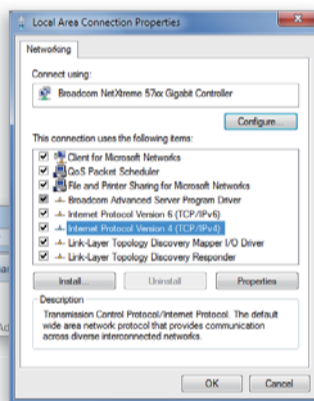 Local Area Connection Properties
Networking
Connect using:
Broadcom NetXtreme 57xx Gigabit Controller
Configure...
This connection uses the following items:
Client for Microsoft Networks
QoS Packet Scheduler
File and Printer Sharing for Microsoft Networks
Broadcom Advanced Server Program Driver
Internet Protocol Version 6 (TCP/IPv6)
Internet Protocol Version 4 (TCP/IPv4)
Link-Layer Topology Discovery Mapper I/O Driver
Link-Layer Topology Discovery Responder
Install...
Uninstall
Properties
Description
Transmission Control Protocol/Internet Protocol. The default
wide area network protocol that provides communication
across diverse interconnected networks.
OK
Cancel